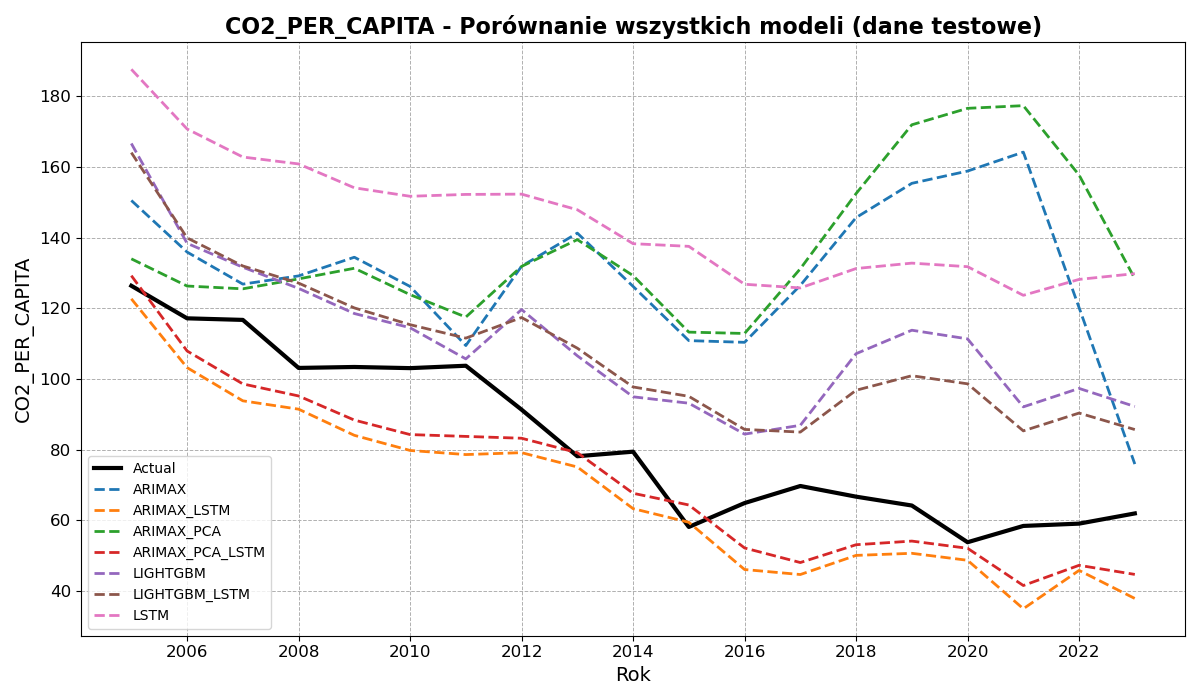 CO2_PER_CAPITA - Porównanie wszystkich modeli (dane testowe)
CO2_PER_CAPITA
180
160
140
120
100
80
60
40
Actual
ARIMAX
ARIMAX_LSTM
ARIMAX_PCA
ARIMAX_PCA_LSTM
LIGHTGBM
LIGHTGBM_LSTM
LSTM
2006 2008 2010 2012 2014 2016 2018 2020 2022
Rok